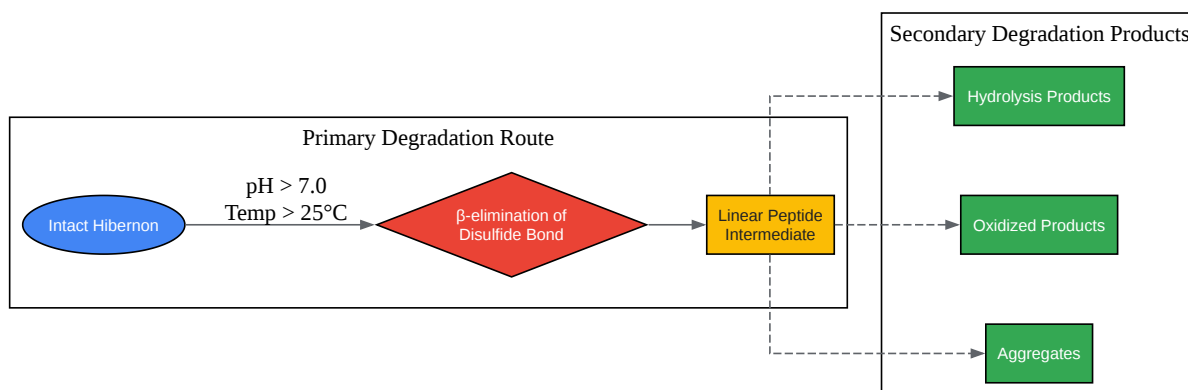 Secondary Degradation Products
Hydrolysis Products
Primary Degradation Route
pH > 7.0
Temp > 25°C
Intact Hibernon
β-elimination of
Disulfide Bond
Linear Peptide
Intermediate
Oxidized Products
Aggregates